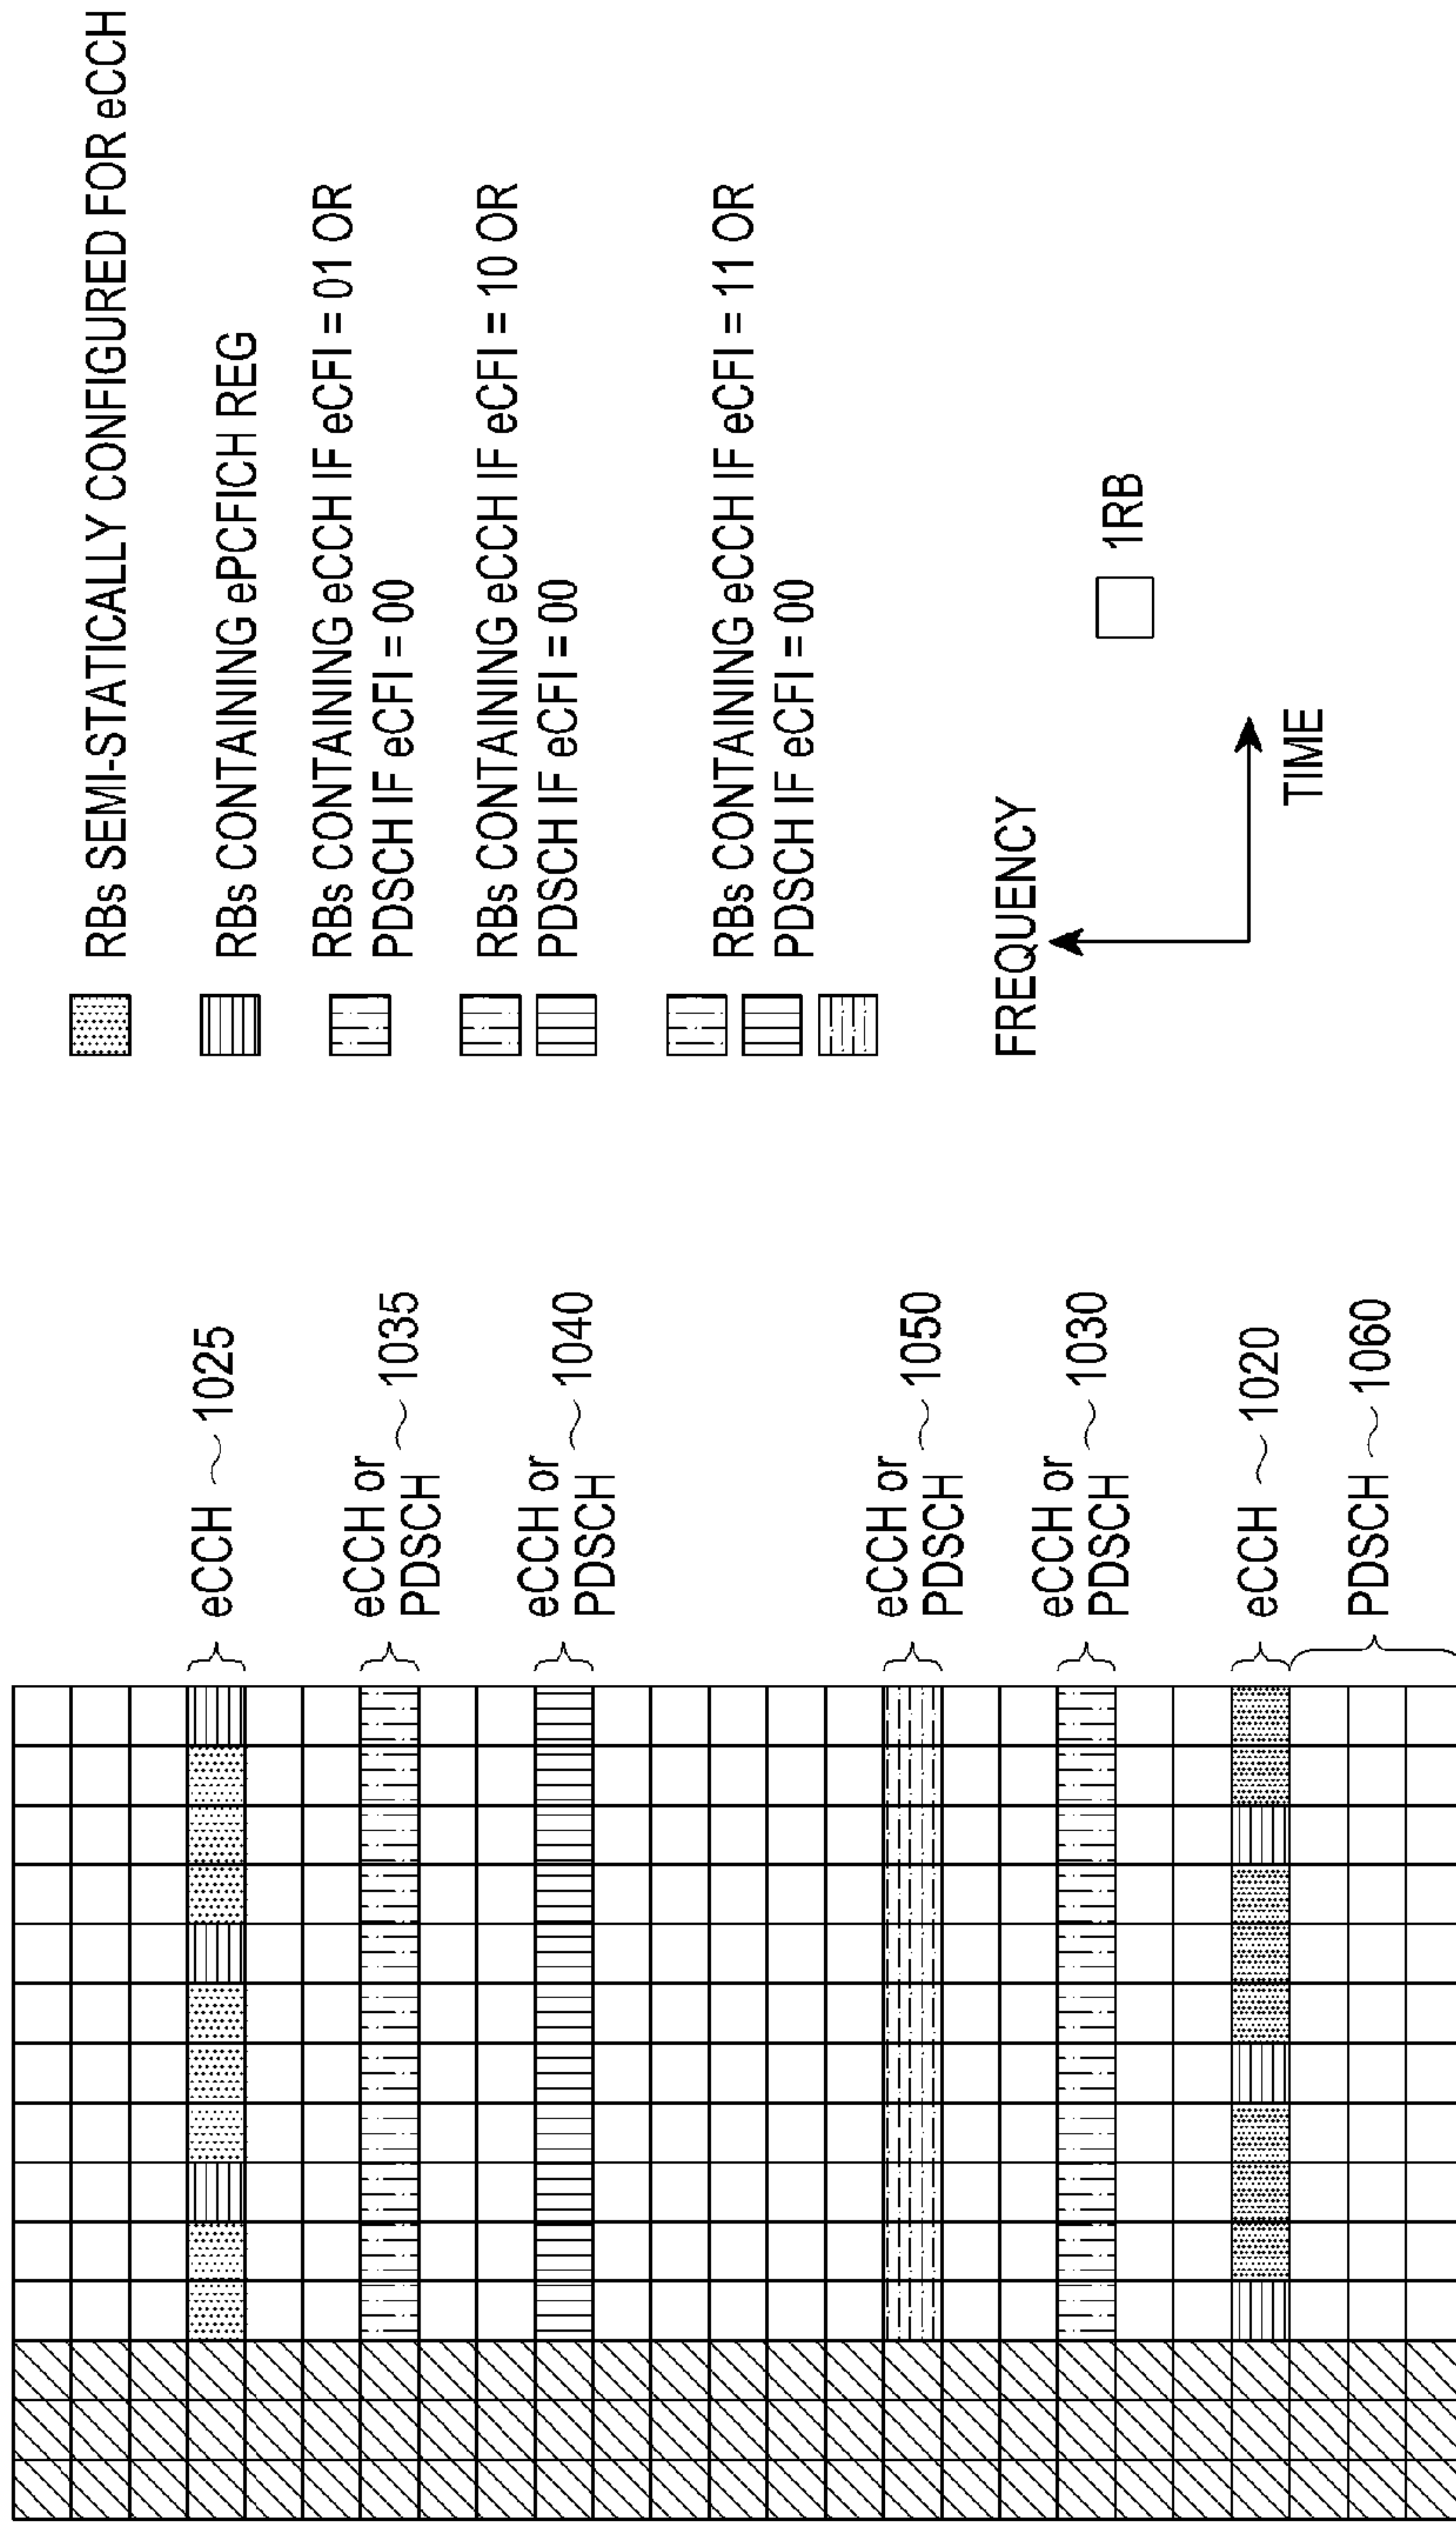 eCCH ~ 1025
eCCH or
PDSCH ~ 1035
eCCH or
PDSCH ~ 1040
eCCH or
PDSCH ~ 1050
eCCH or
PDSCH ~ 1030
eCCH ~ 1020
PDSCH ~ 1060
RBs SEMI-STATICALLY CONFIGURED FOR eCCH
RBs CONTAINING ePCFICH REG
RBs CONTAINING eCCH IF eCFI = 01 OR
PDSCH IF eCFI = 00
RBs CONTAINING eCCH IF eCFI = 10 OR
PDSCH IF eCFI = 00
RBs CONTAINING eCCH IF eCFI = 11 OR
PDSCH IF eCFI = 00
FREQUENCY
TIME
1RB